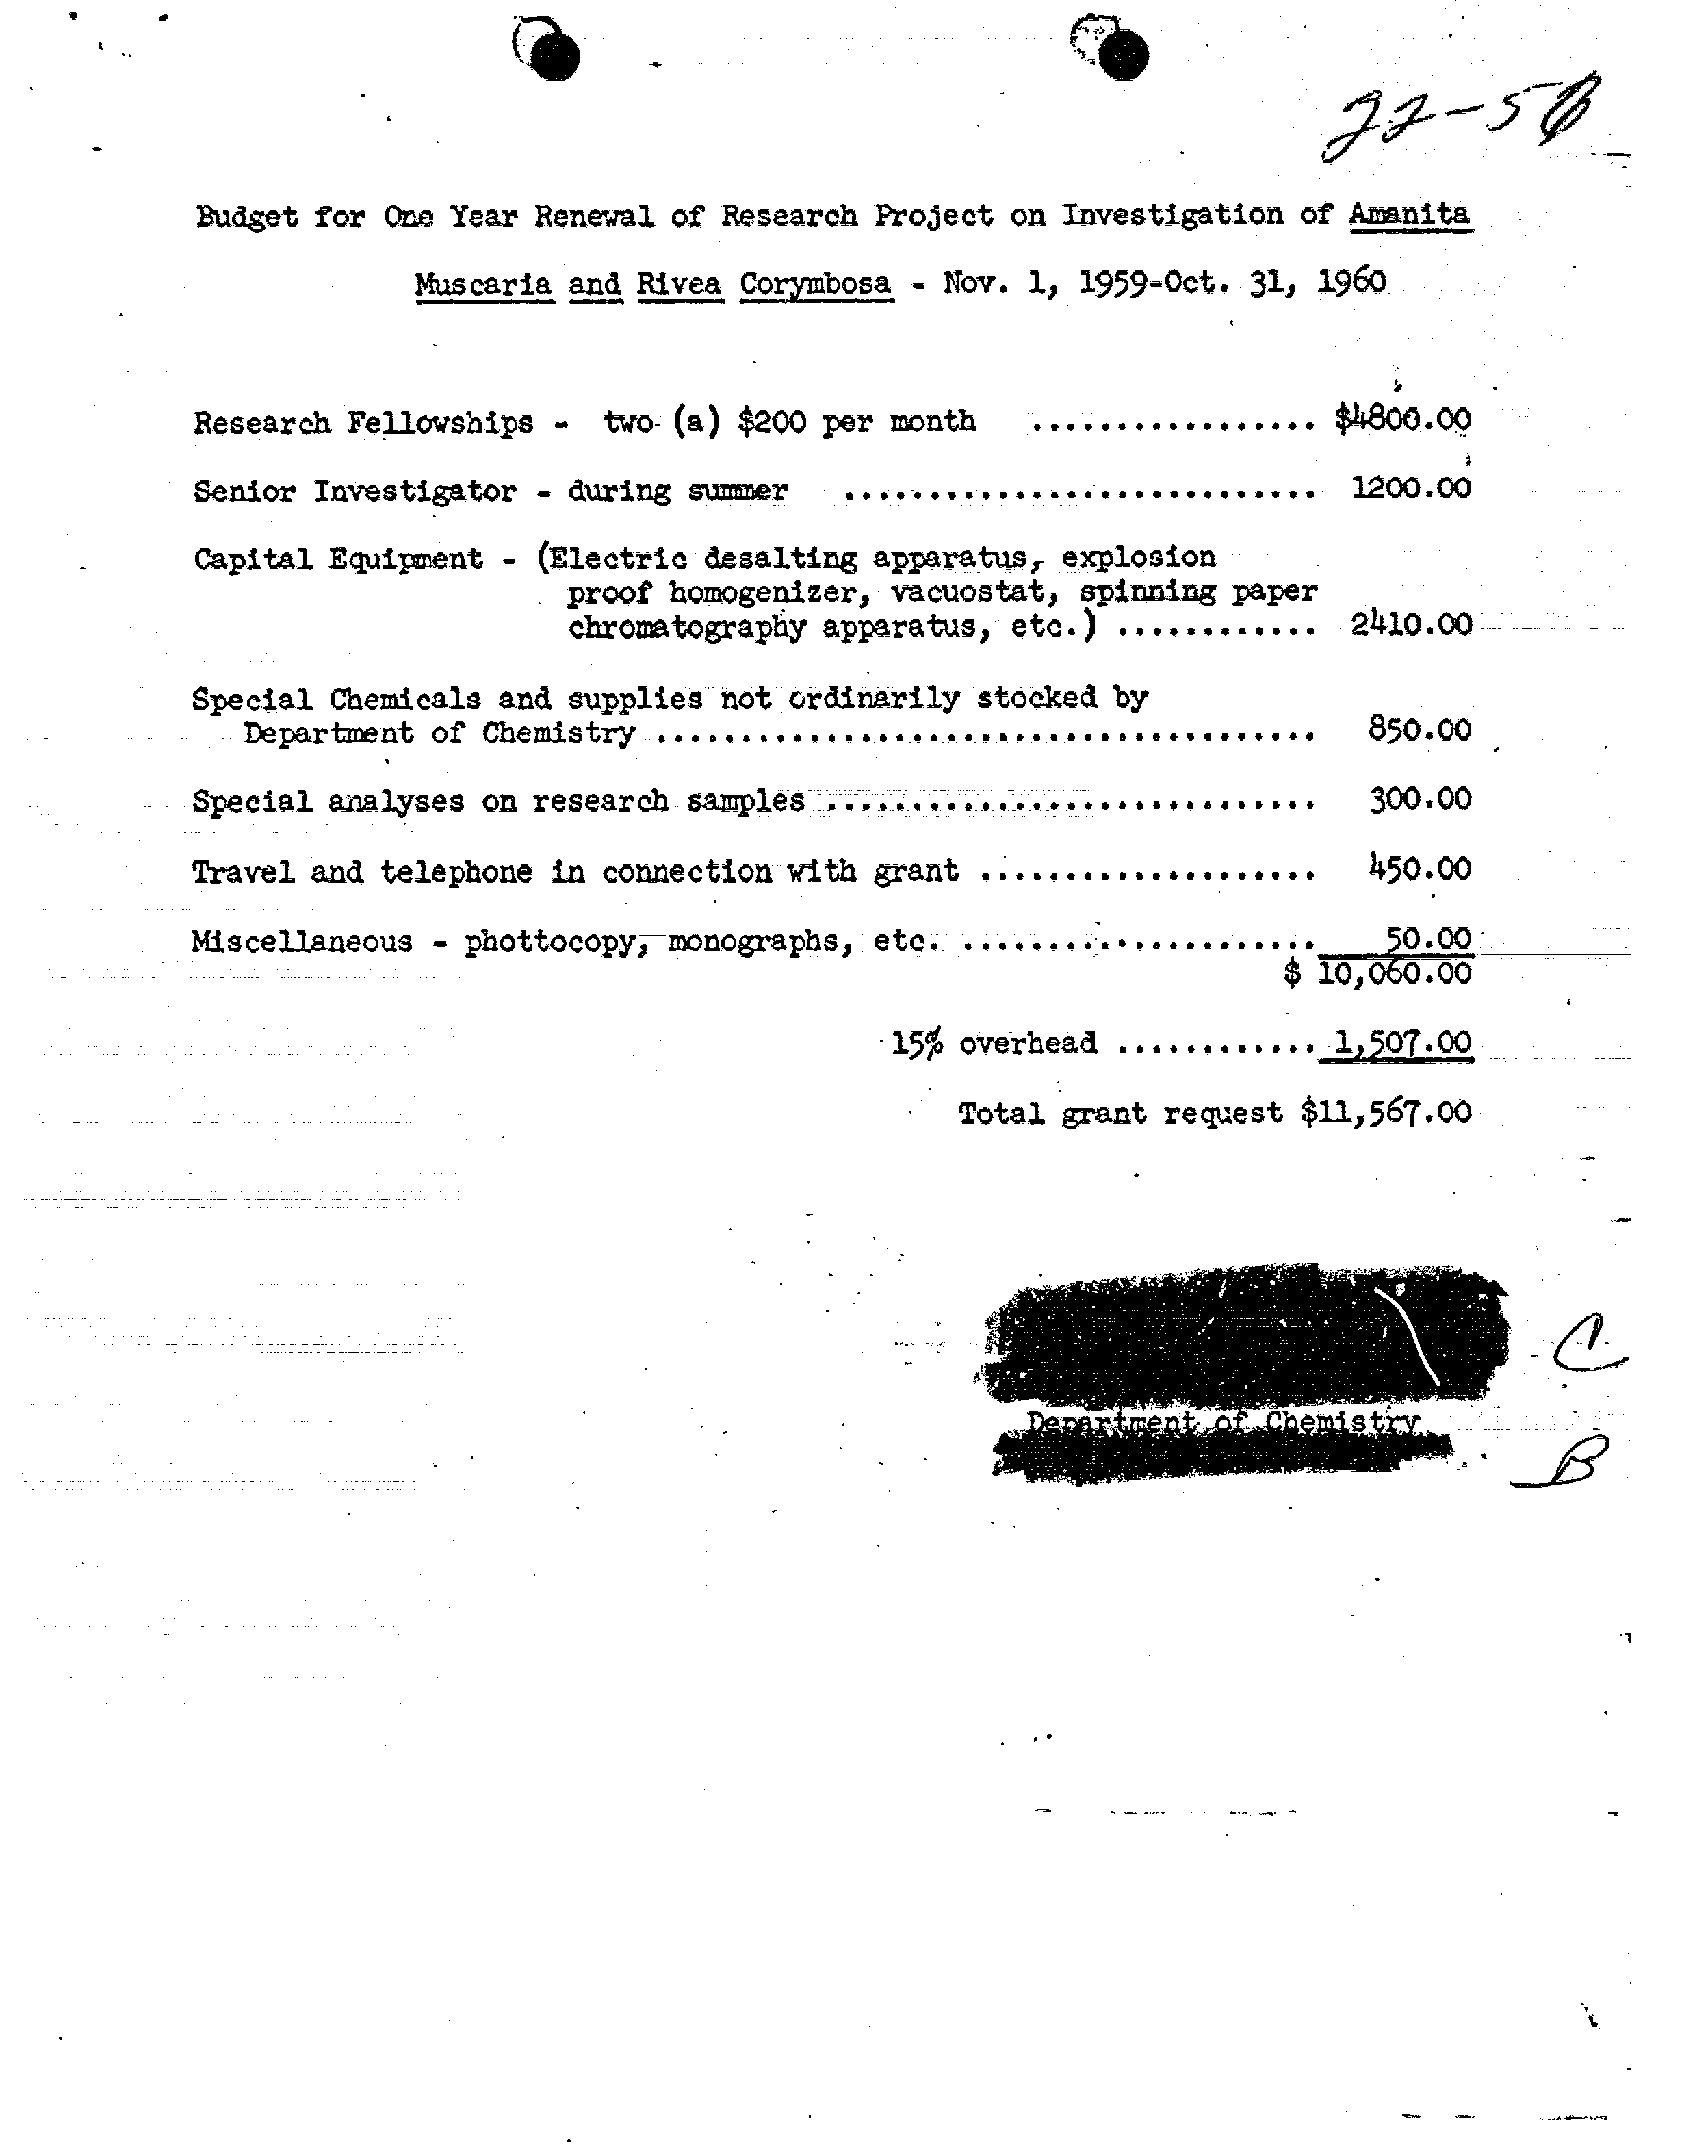 Budget for One Year Renewal of Research Project on Investigation of Amanita
Muscaria and Rivea Corymbosa - Nov. 1, 1959-Oct. 31, 1960
Research Fellowships - two (a) $200 per month ................. $4800.00
Senior Investigator - during summer ............................ 1200.00
Capital Equipment - (Electric desalting apparatus, explosion
proof homogenizer, vacuostat, spinning paper
chromatography apparatus, etc.) ............ 2410.00
Special Chemicals and supplies not ordinarily stocked by
Department of Chemistry ....................................... 850.00
Special analyses on research samples ............................. 300.00
Travel and telephone in connection with grant .................... 450.00
Miscellaneous - phottocopy, monographs, etc. ..................... 50.00
$ 10,060.00
15% overhead ............ 1,507.00
Total grant request $11,567.00
C
Department of Chemistry
B